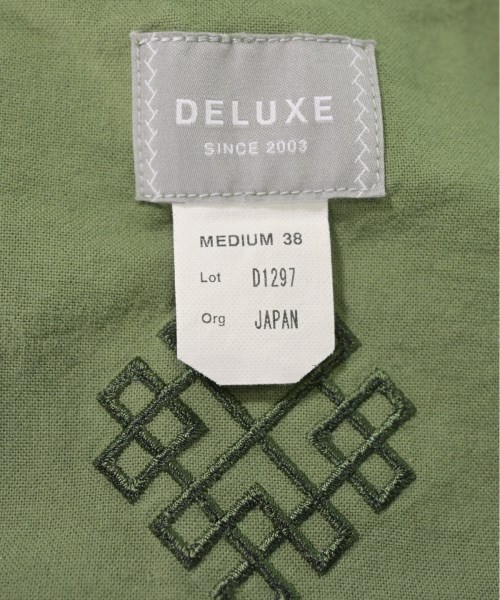 DELUXE
SINCE 2003
MEDIUM 38
Lot D1297
Org JAPAN